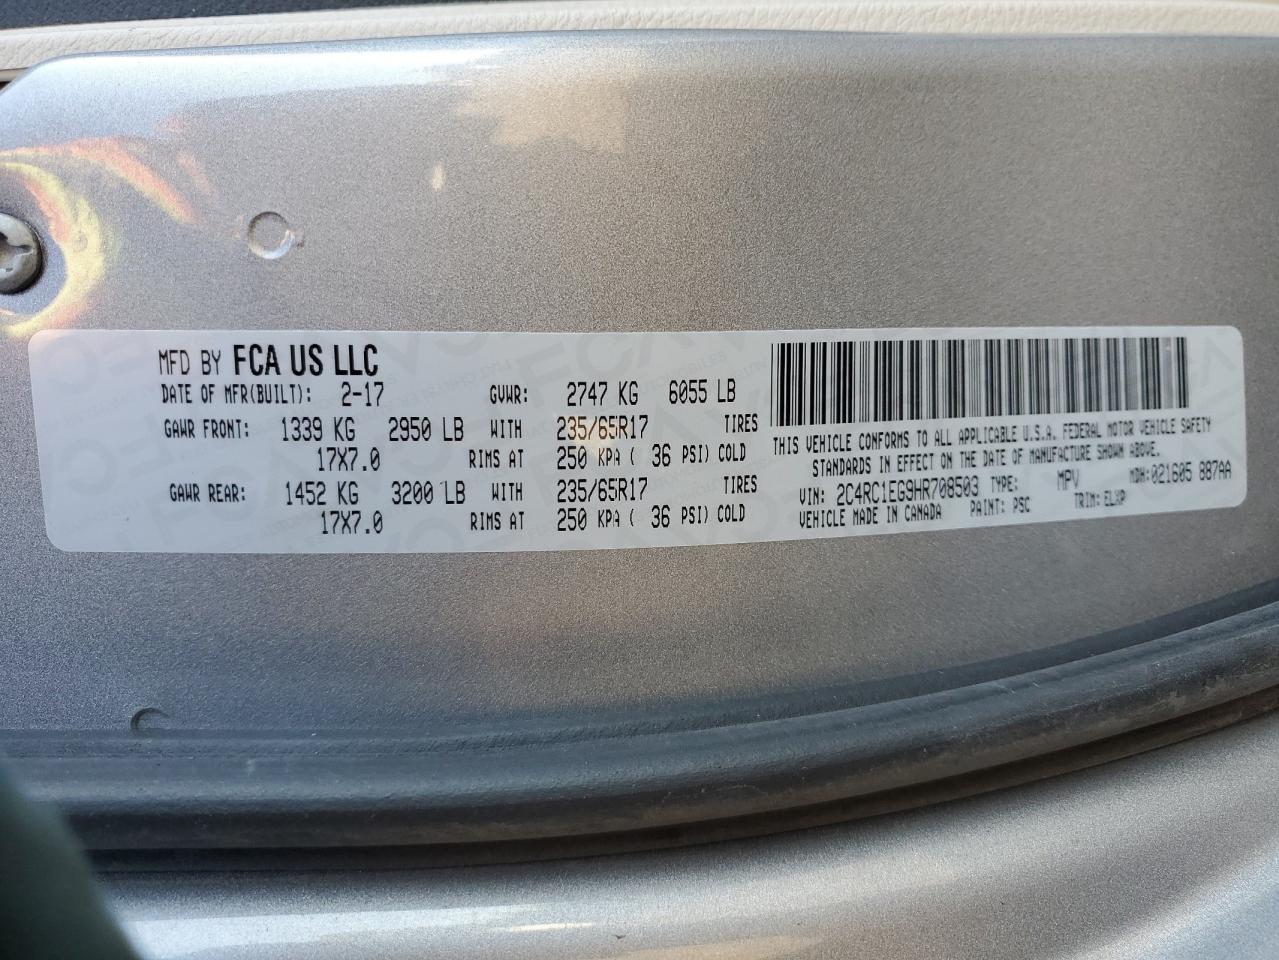 MFD BY FCA US LLC
DATE OF MFR(BUILT): 2-17 GVWR: 2747 KG 6055 LB
GAWR FRONT: 1339 KG 2950 LB WITH 235/65R17 TIRES
17X7.0 RIMS AT 250 KPA ( 36 PSI) COLD
GAWR REAR: 1452 KG 3200 LB WITH 235/65R17 TIRES
17X7.0 RIMS AT 250 KPA ( 36 PSI) COLD
THIS VEHICLE CONFORMS TO ALL APPLICABLE U.S.A. FEDERAL MOTOR VEHICLE SAFETY
STANDARDS IN EFFECT ON THE DATE OF MANUFACTURE SHOWN ABOVE.
VIN: 2C4RC1EG9HR708503 TYPE: MPV MDH:021605 887AA
VEHICLE MADE IN CANADA PAINT: PSC TRIM: ELXP